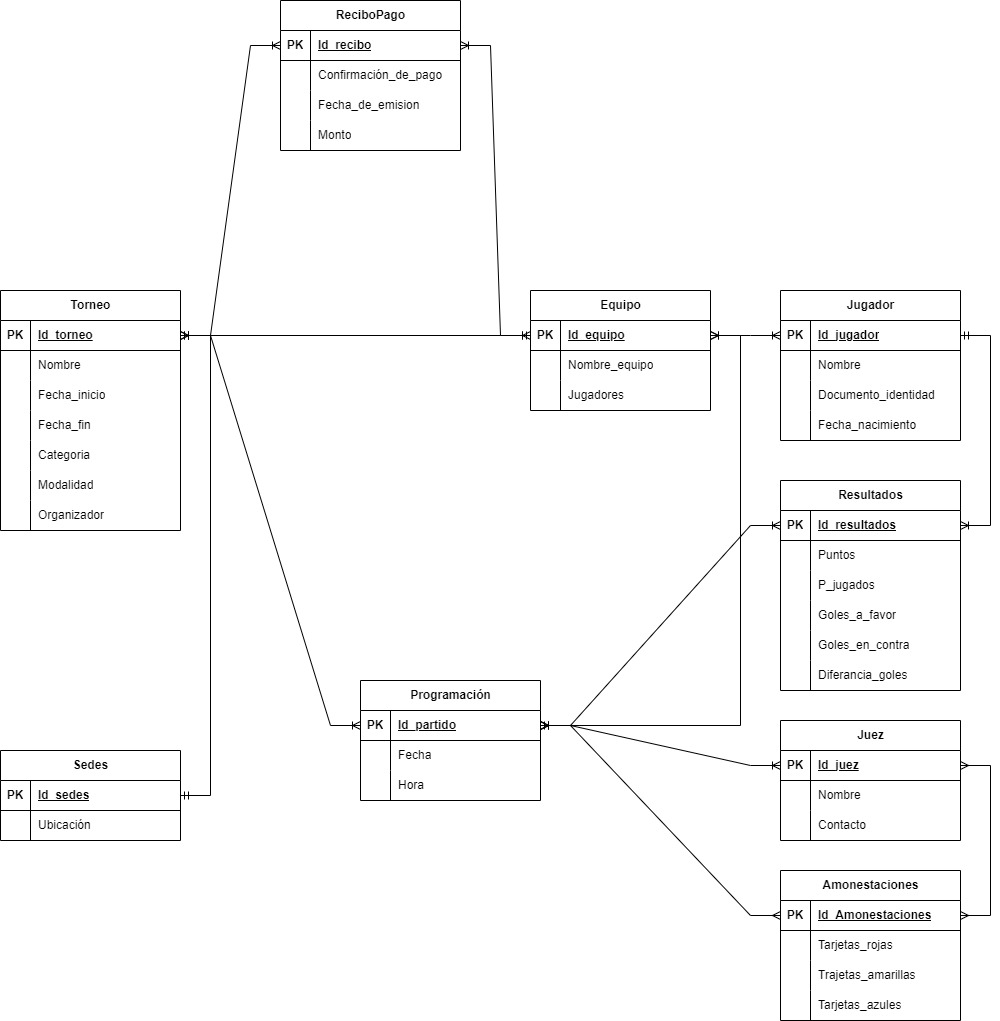 ReciboPago
PK Id_recibo
Confirmación_de_pago
Fecha_de_emision
Monto
Torneo
PK Id_torneo
Nombre
Fecha_inicio
Fecha_fin
Categoria
Modalidad
Organizador
Equipo
PK Id_equipo
Nombre_equipo
Jugadores
Jugador
PK Id_jugador
Nombre
Documento_identidad
Fecha_nacimiento
Resultados
PK Id_resultados
Puntos
P_jugados
Goles_a_favor
Goles_en_contra
Diferancia_goles
Programación
PK Id_partido
Fecha
Hora
Sedes
PK Id_sedes
Ubicación
Juez
PK Id_juez
Nombre
Contacto
Amonestaciones
PK Id_Amonestaciones
Tarjetas_rojas
Trajetas_amarillas
Tarjetas_azules